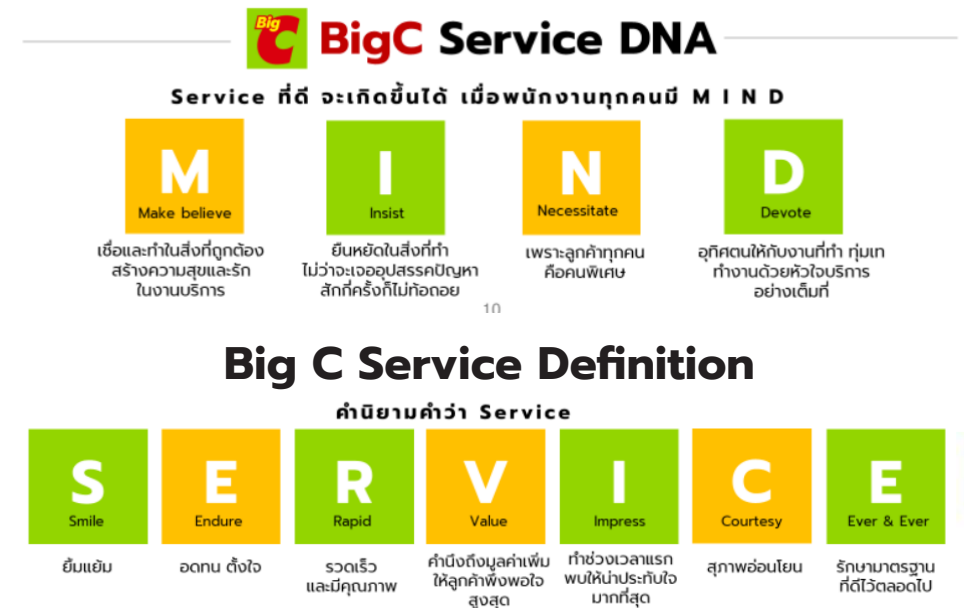 Big
C
BigC Service DNA
Service ที่ดี จะเกิดขึ้นได้ เมื่อพนักงานทุกคนมี M I N D
M
Make believe
เชื่อและทำในสิ่งที่ถูกต้อง
สร้างความสุขและรัก
ในงานบริการ
I
Insist
ยืนหยัดในสิ่งที่ทำ
ไม่ว่าจะเจออุปสรรคปัญหา
สักกี่ครั้งก็ไม่ท้อถอย
N
Necessitate
เพราะลูกค้าทุกคน
คือคนพิเศษ
D
Devote
อุทิศตนให้กับงานที่ทำ ทุ่มเท
ทำงานด้วยหัวใจบริการ
อย่างเต็มที่
10
Big C Service Definition
คำนิยามคำว่า Service
S
Smile
ยิ้มแย้ม
E
Endure
อดทน ตั้งใจ
R
Rapid
รวดเร็ว
และมีคุณภาพ
V
Value
คำนึงถึงมูลค่าเพิ่ม
ให้ลูกค้าพึงพอใจ
สูงสุด
I
Impress
ทำช่วงเวลาแรก
พบให้น่าประทับใจ
มากที่สุด
C
Courtesy
สุภาพอ่อนโยน
E
Ever & Ever
รักษามาตรฐาน
ที่ดีไว้ตลอดไป